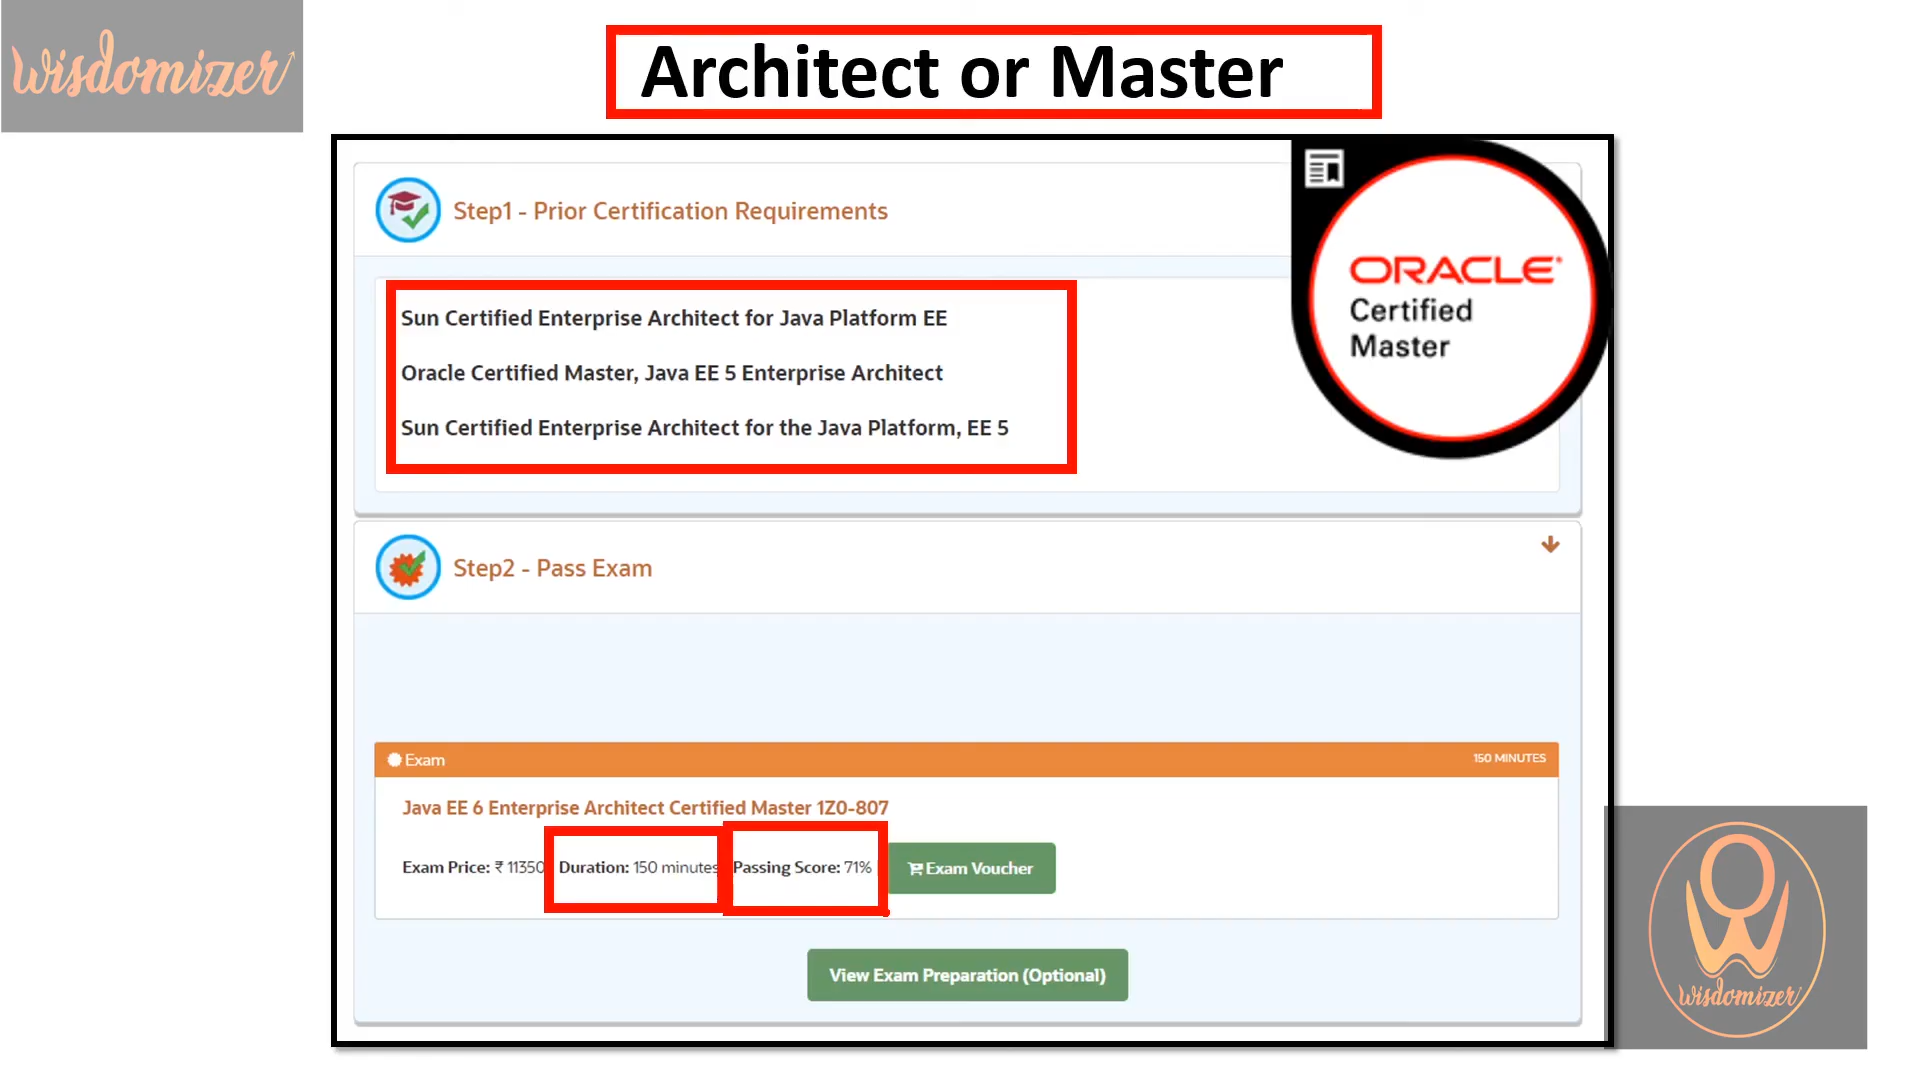 wisdomizer
Architect or Master
Step1 - Prior Certification Requirements
Sun Certified Enterprise Architect for Java Platform EE
Oracle Certified Master, Java EE 5 Enterprise Architect
Sun Certified Enterprise Architect for the Java Platform, EE 5
ORACLE
Certified
Master
Step2 - Pass Exam
Exam 150 MINUTES
Java EE 6 Enterprise Architect Certified Master 1Z0-807
Exam Price: ₹ 11350 Duration: 150 minutes Passing Score: 71% Exam Voucher
View Exam Preparation (Optional)
wisdomizer